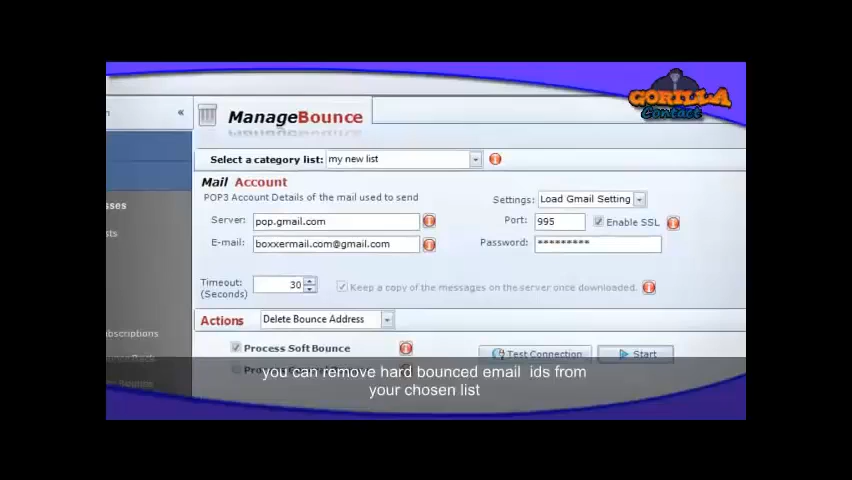 GORILLA
Contact
«
ManageBounce
Select a category list: my new list
Mail Account
POP3 Account Details of the mail used to send
Settings: Load Gmail Setting
Server: pop.gmail.com
Port: 995 Enable SSL
E-mail: boxxermail.com@gmail.com
Password: *********
Timeout: 30
(Seconds)
Keep a copy of the messages on the server once downloaded.
Actions Delete Bounce Address
Process Soft Bounce
Test Connection Start
you can remove hard bounced email ids from
your chosen list